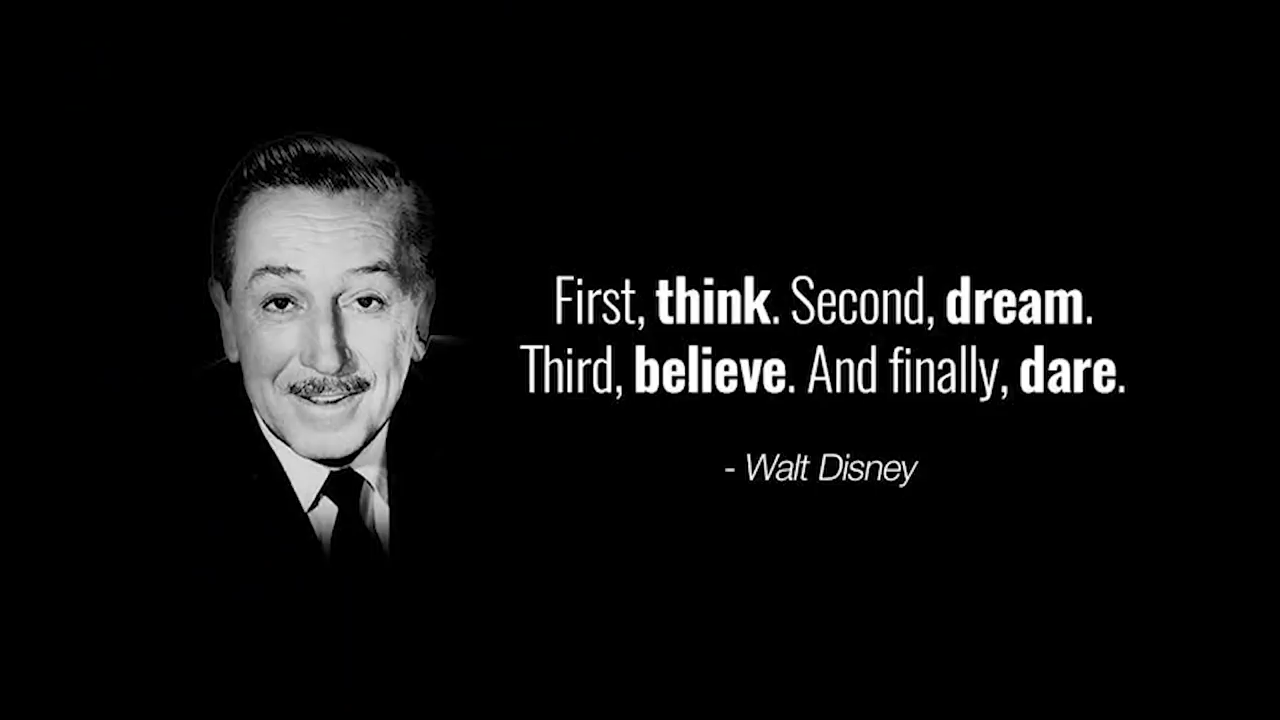 First, think. Second, dream.
Third, believe. And finally, dare.
- Walt Disney